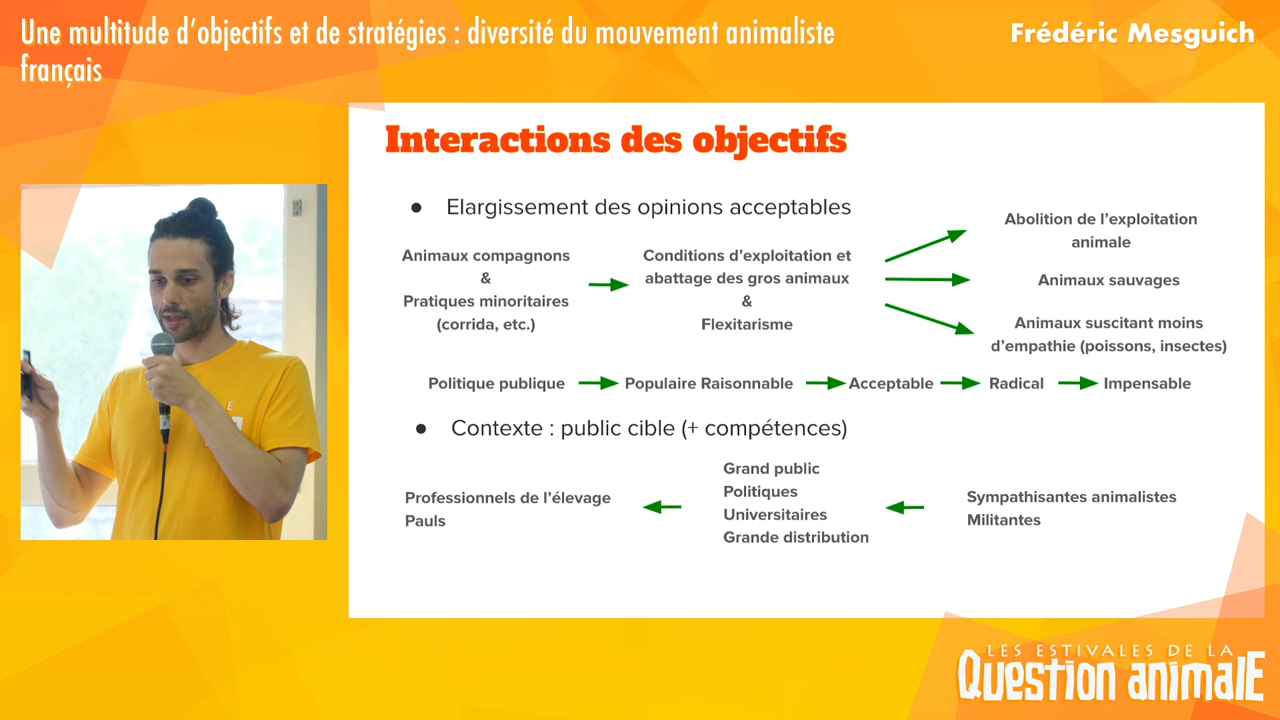 Une multitude d'objectifs et de stratégies : diversité du mouvement animaliste
français
Frédéric Mesguich
Interactions des objectifs
● Elargissement des opinions acceptables
Animaux compagnons
&
Pratiques minoritaires
(corrida, etc.)
Conditions d'exploitation et
abattage des gros animaux
&
Flexitarisme
Abolition de l'exploitation
animale
Animaux sauvages
Animaux suscitant moins
d'empathie (poissons, insectes)
Politique publique Populaire Raisonnable Acceptable Radical Impensable
● Contexte : public cible (+ compétences)
Professionnels de l'élevage
Pauls
Grand public
Politiques
Universitaires
Grande distribution
Sympathisantes animalistes
Militantes
LES ESTIVALES DE LA
QUESTION ANIMALE